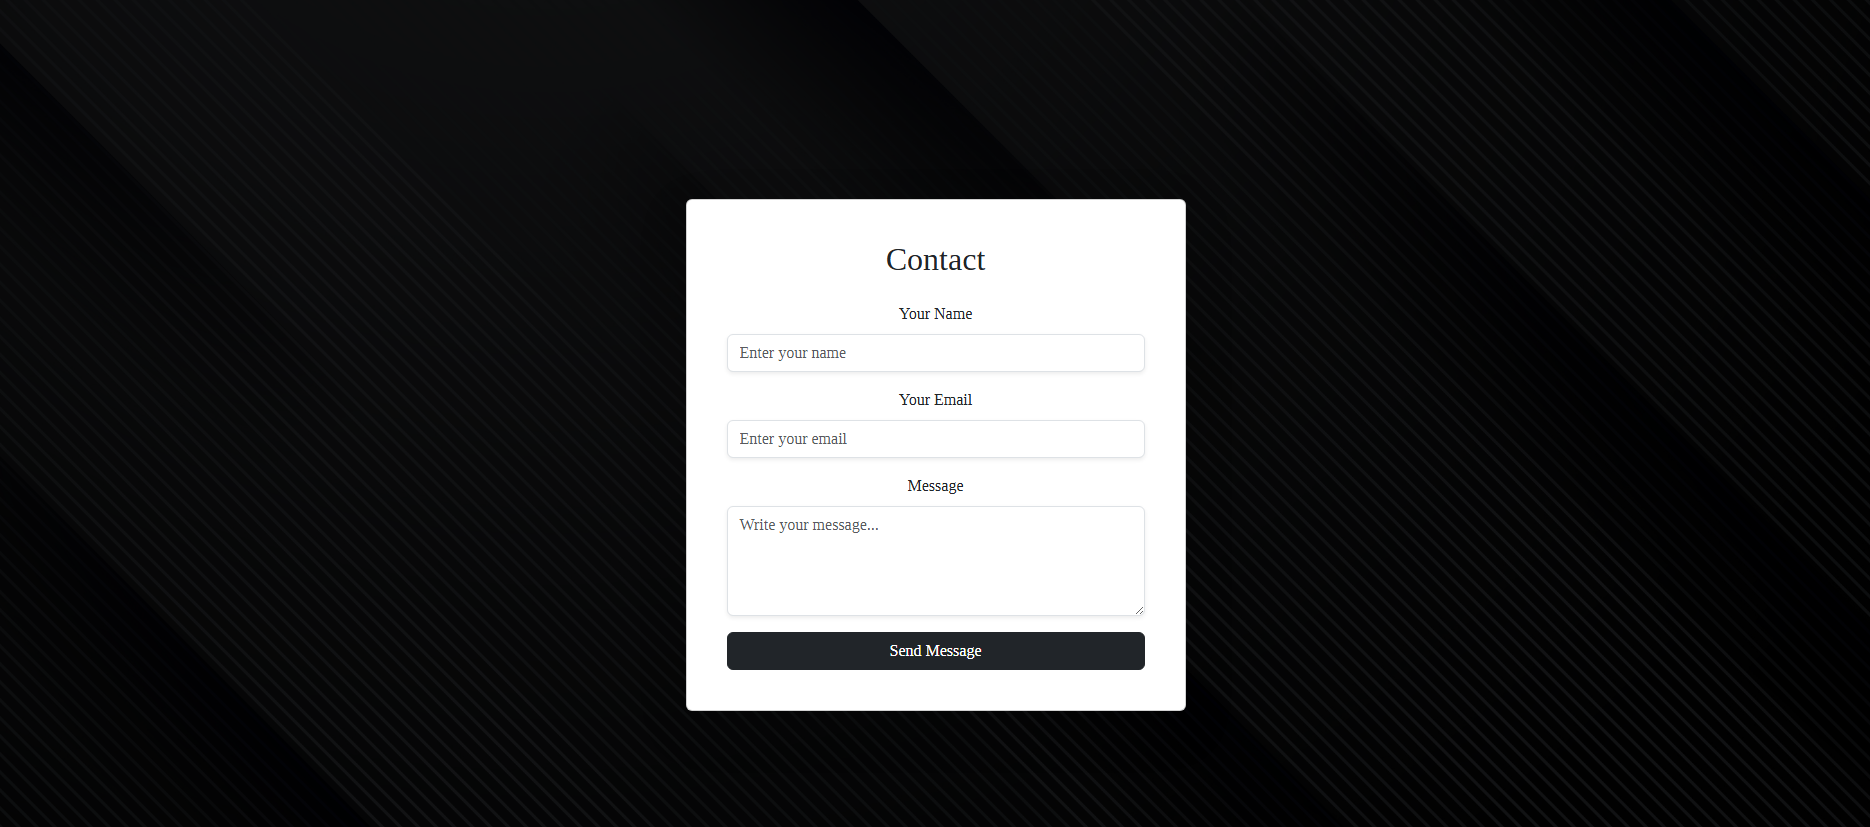 Contact
Your Name
Enter your name
Your Email
Enter your email
Message
Write your message...
Send Message